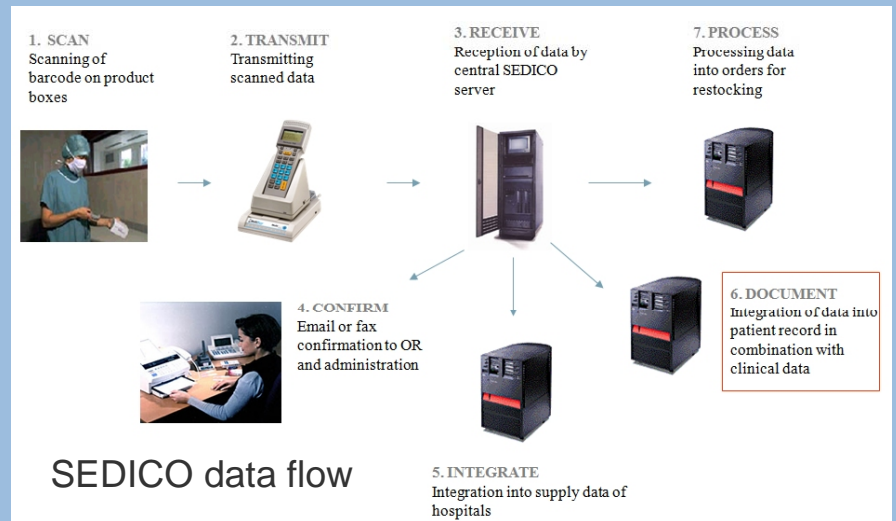 1. SCAN
Scanning of
barcode on product
boxes
2. TRANSMIT
Transmitting
scanned data
3. RECEIVE
Reception of data by
central SEDICO
server
7. PROCESS
Processing data
into orders for
restocking
4. CONFIRM
Email or fax
confirmation to OR
and administration
6. DOCUMENT
Integration of data into
patient record in
combination with
clinical data
SEDICO data flow
5. INTEGRATE
Integration into supply data of
hospitals